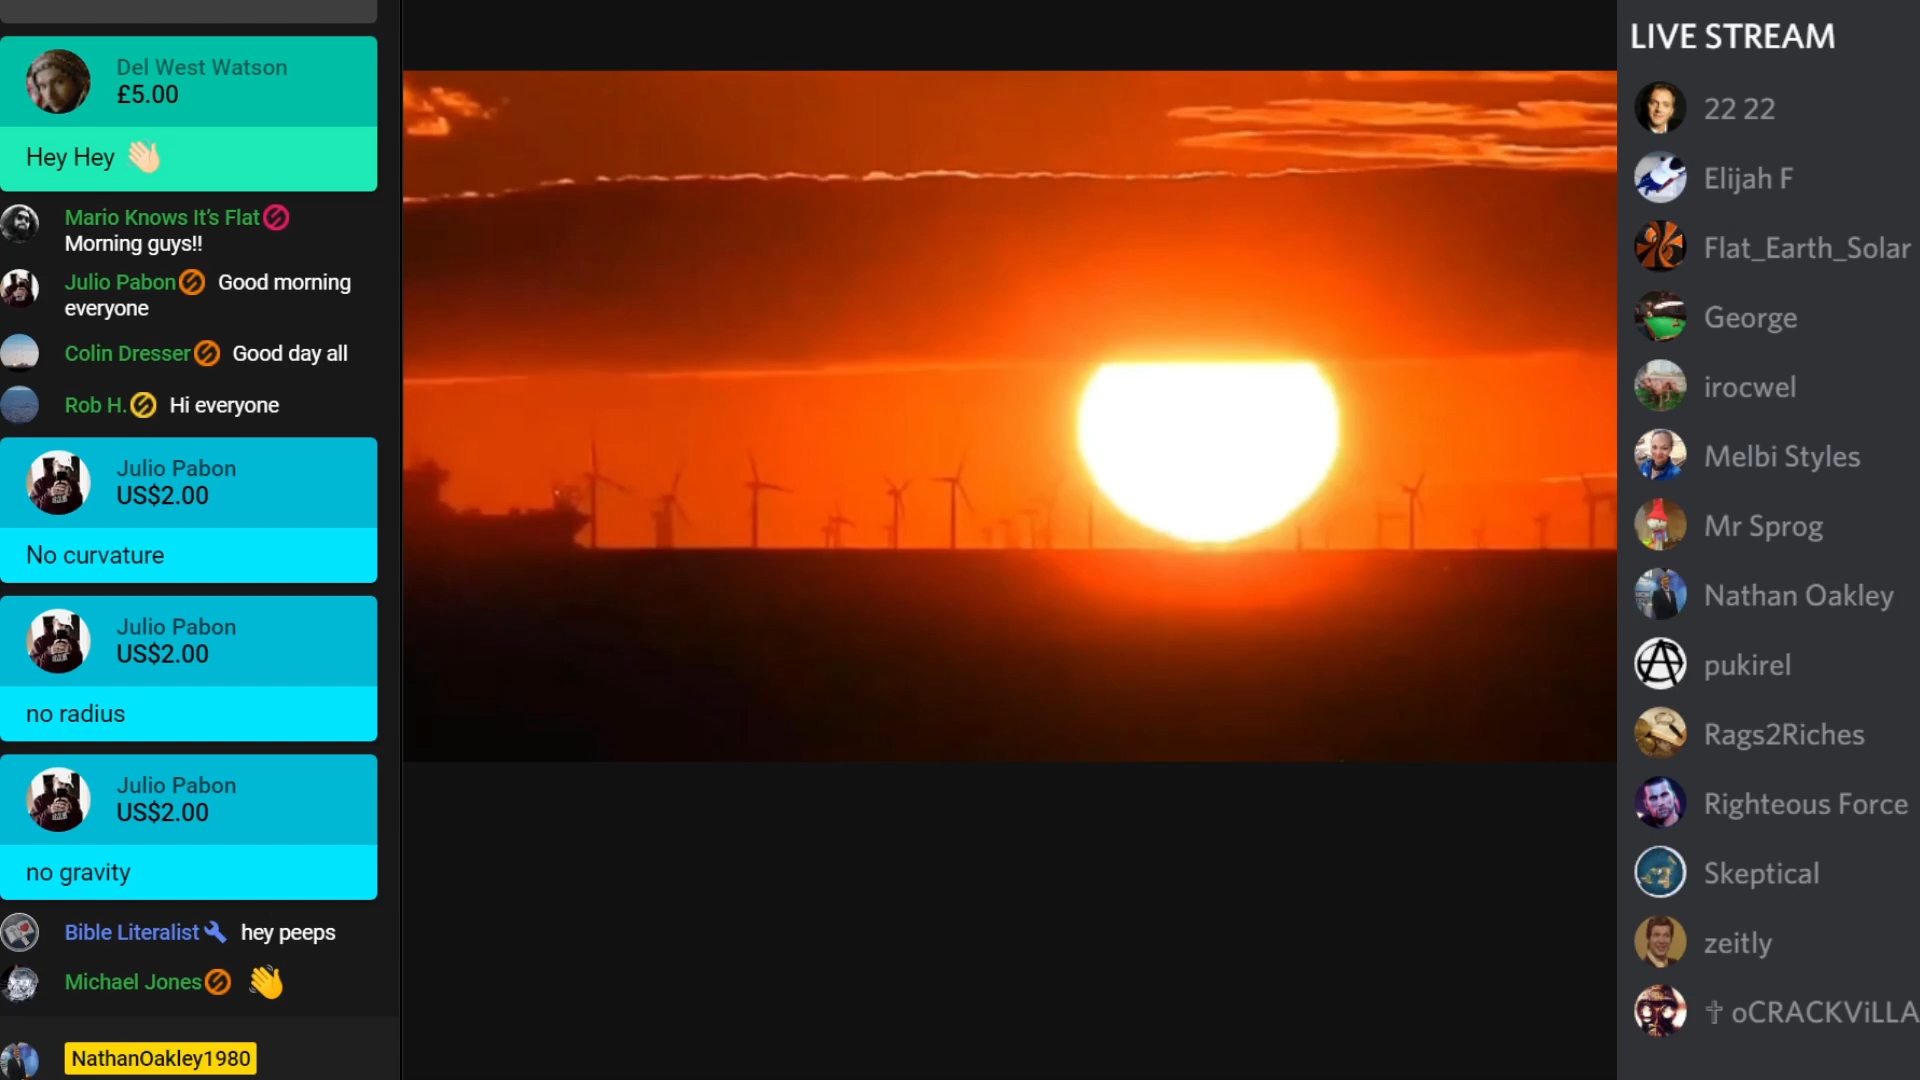 Del West Watson
£5.00
Hey Hey 👋🏻
Mario Knows It's Flat
Morning guys!!
Julio Pabon Good morning
everyone
Colin Dresser Good day all
Rob H. Hi everyone
Julio Pabon
US$2.00
No curvature
Julio Pabon
US$2.00
no radius
Julio Pabon
US$2.00
no gravity
Bible Literalist hey peeps
Michael Jones 👋
NathanOakley1980
LIVE STREAM
22 22
Elijah F
Flat_Earth_Solar
George
irocwel
Melbi Styles
Mr Sprog
Nathan Oakley
pukirel
Rags2Riches
Righteous Force
Skeptical
zeitly
✝ oCRACKViLLA